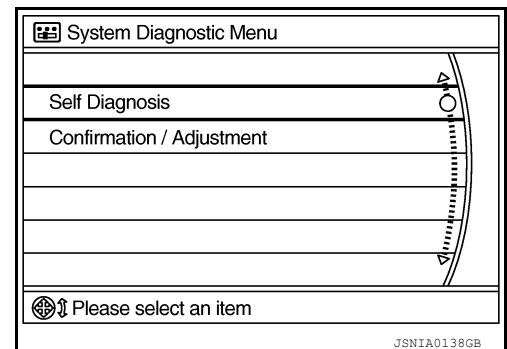 System Diagnostic Menu
Self Diagnosis
Confirmation / Adjustment
Please select an item
JSNIA0138GB